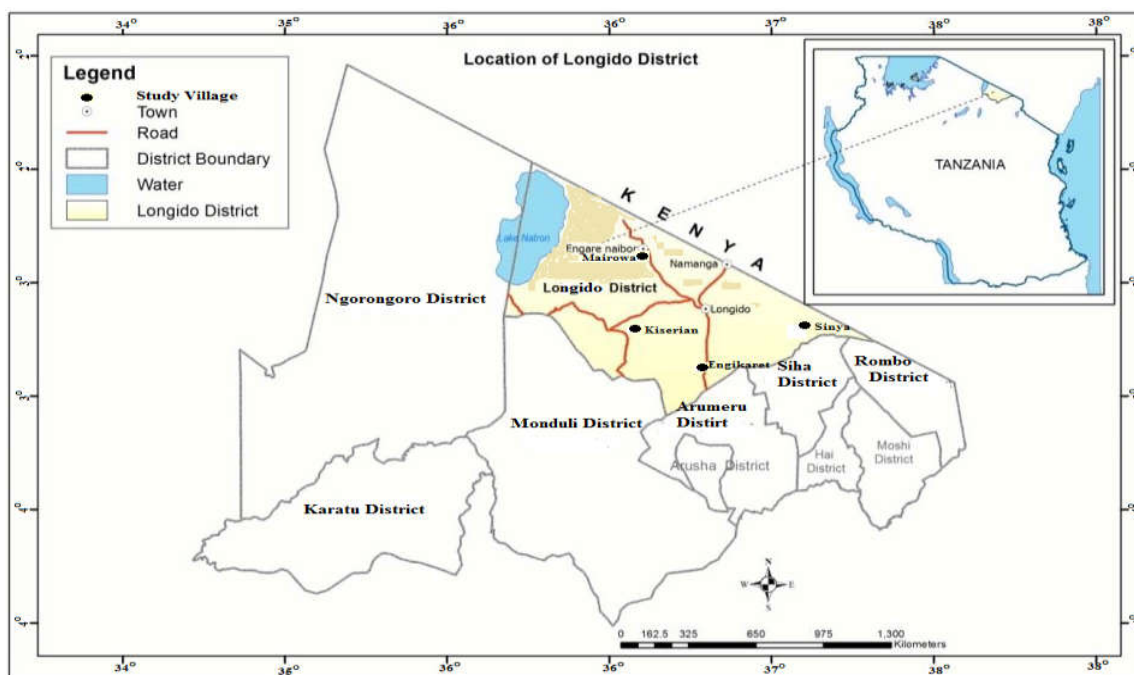 34°
35°
36°
37°
38°
38°
Location of Longido District
Legend
Study Village
Town
Road
District Boundary
Water
Longido District
TANZANIA
KENYA
Lake Natron
Engare naibor
Mairowa
Namanga
Longido District
Ngorongoro District
Longido
Kiserian
Sinya
Engikaret
Siha
District
Rombo
District
Monduli District
Arumeru
Distirt
Arusha District
Hai
District
Moshi
District
Karatu District
N
W
E
S
0 162.5 325 650 975 1,300
Kilometers
34°
35°
36°
37°
38°
38°